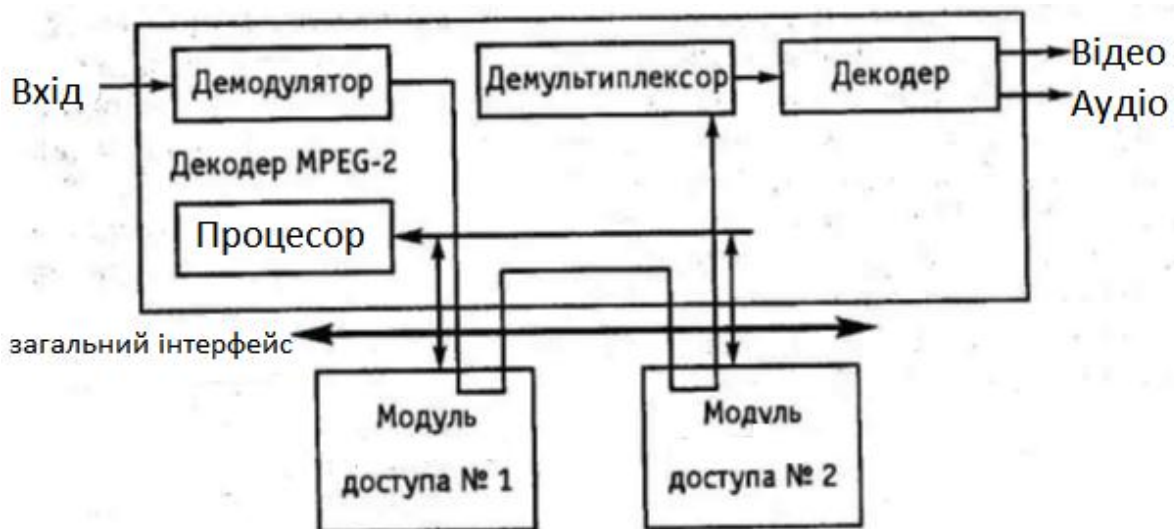 Вхід
Демодулятор
Демультиплексор
Декодер
Відео
Аудіо
Декодер MPEG-2
Процесор
загальний інтерфейс
Модуль
доступа № 1
Модуль
доступа № 2